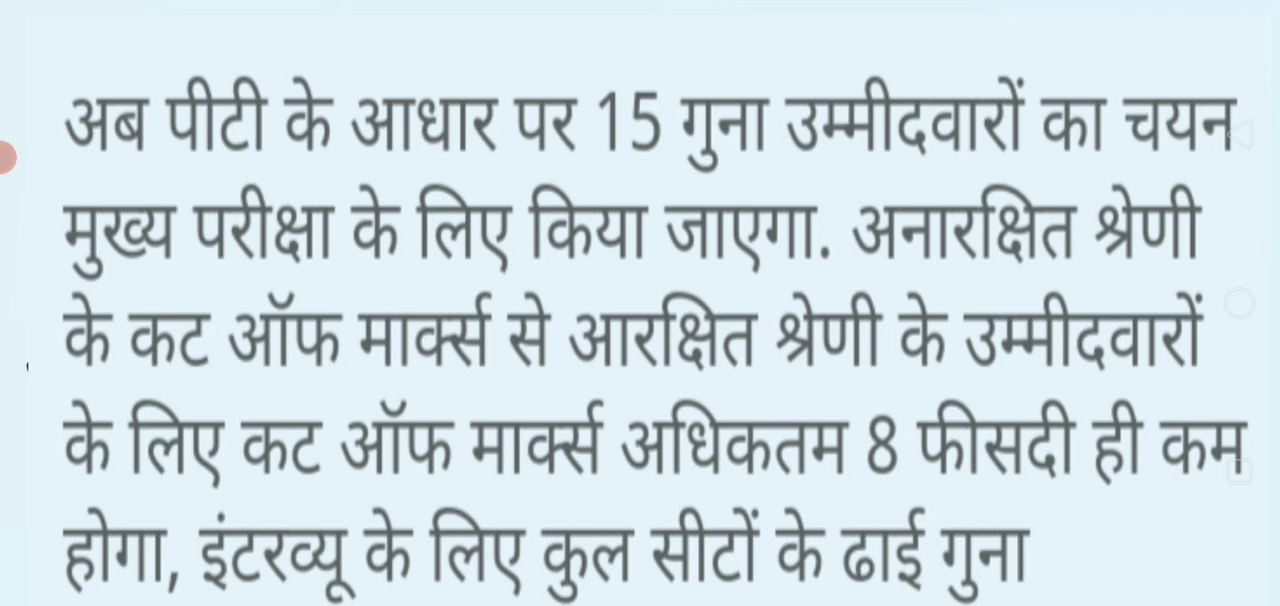 अब पीटी के आधार पर 15 गुना उम्मीदवारों का चयन
मुख्य परीक्षा के लिए किया जाएगा. अनारक्षित श्रेणी
के कट ऑफ मार्क्स से आरक्षित श्रेणी के उम्मीदवारों
के लिए कट ऑफ मार्क्स अधिकतम 8 फीसदी ही कम
होगा, इंटरव्यू के लिए कुल सीटों के ढाई गुना